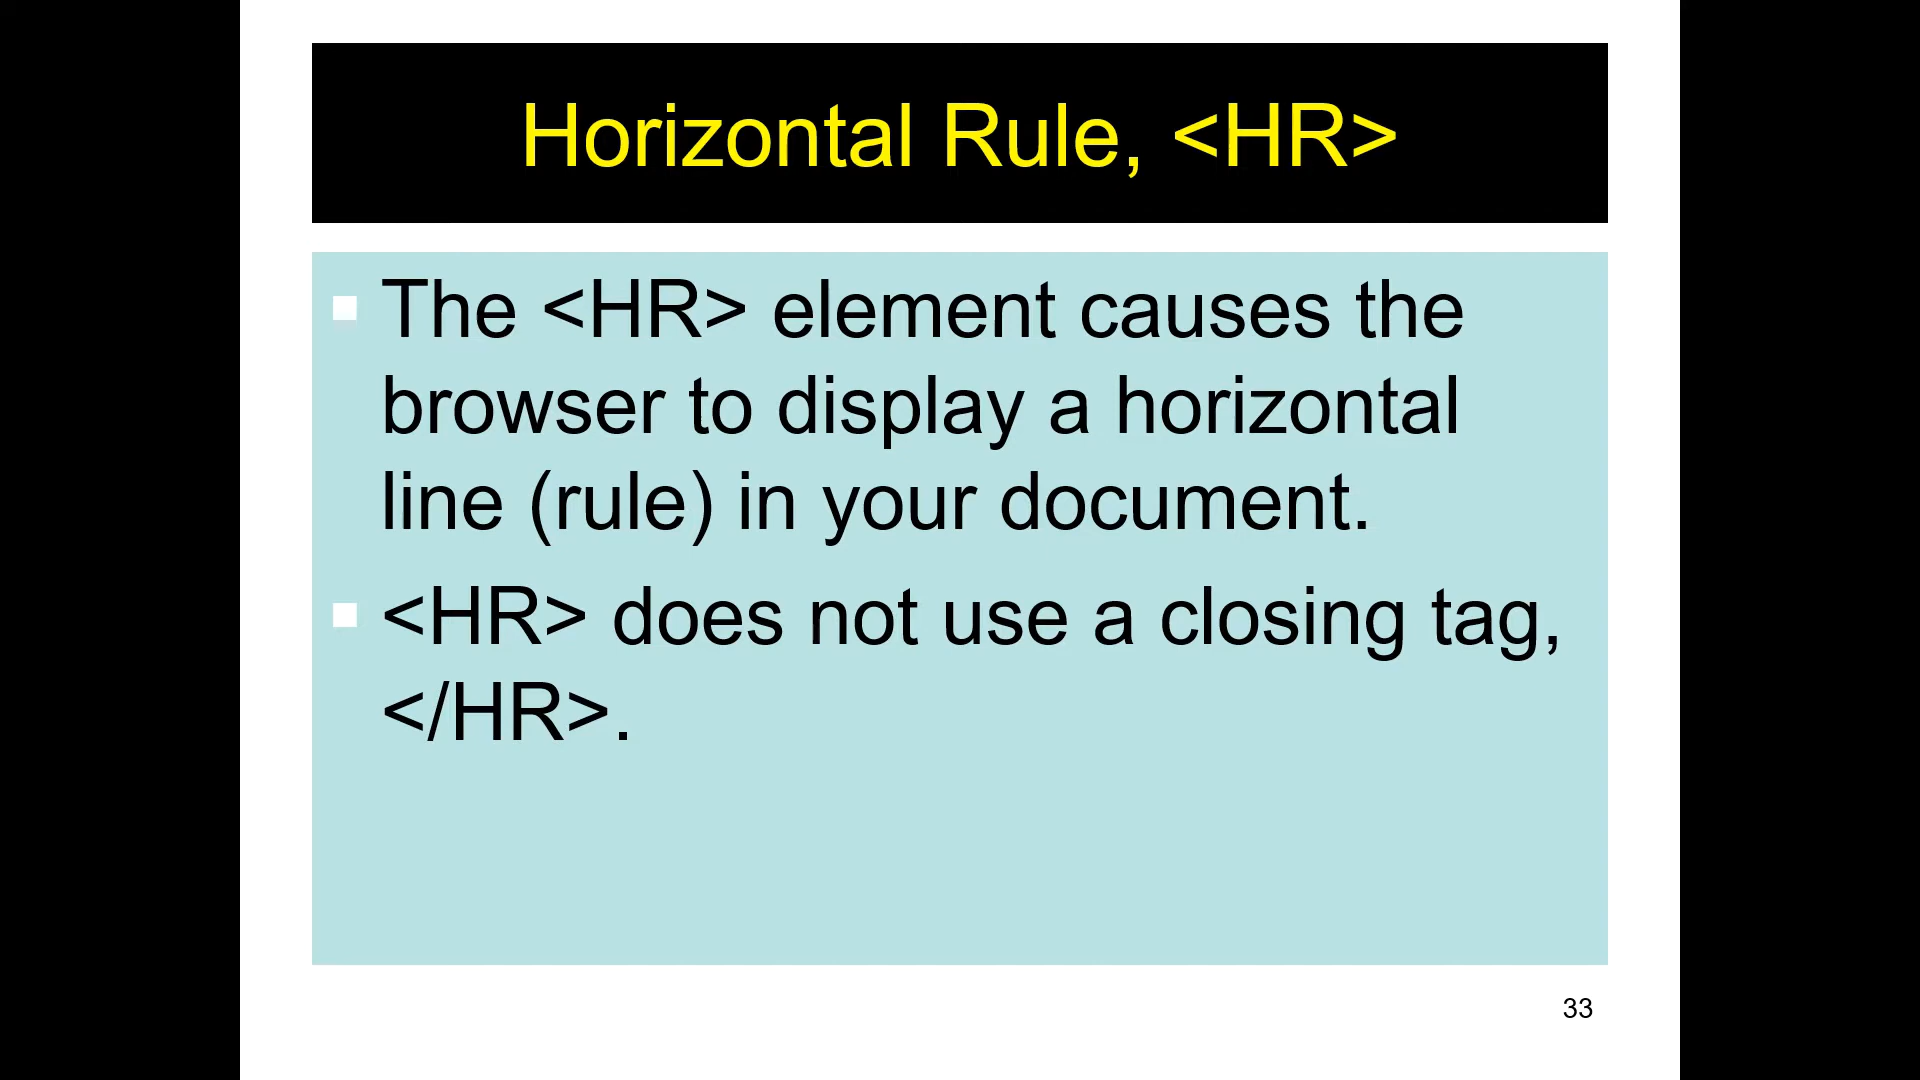 Horizontal Rule, <HR>
The <HR> element causes the
browser to display a horizontal
line (rule) in your document.
<HR> does not use a closing tag,
</HR>.
33